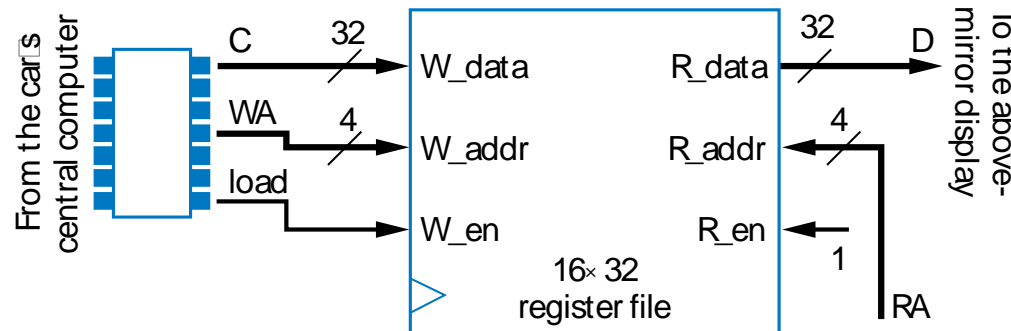 From the car□s
central computer
C
32
WA
4
load
W_data
W_addr
W_en
R_data
R_addr
R_en
16× 32
register file
32
D
4
1
RA
To the above-
mirror display